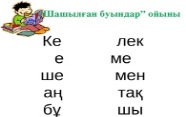 "Шашылған буындар" ойыны
Ке лек
е ме
ше мен
аң тақ
бұ шы